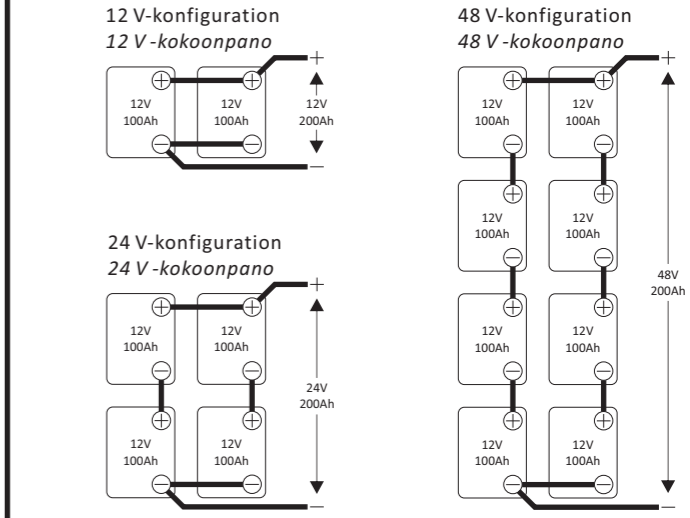 12 V-konfiguration
12 V -kokoonpano
+
+ +
12V 12V 12V
100Ah 100Ah 200Ah
− −
−
24 V-konfiguration
24 V -kokoonpano
+
+ +
12V 12V
100Ah 100Ah
− −
24V
200Ah
+ +
12V 12V
100Ah 100Ah
− −
−
48 V-konfiguration
48 V -kokoonpano
+
+ +
12V 12V
100Ah 100Ah
− −
+ +
12V 12V
100Ah 100Ah
− −
48V
200Ah
+ +
12V 12V
100Ah 100Ah
− −
+ +
12V 12V
100Ah 100Ah
− −
−